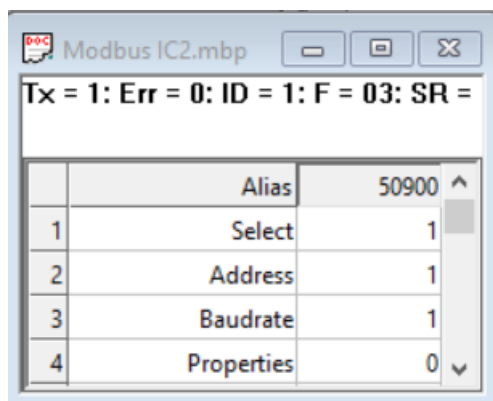 DOC Modbus IC2.mbp
Tx = 1: Err = 0: ID = 1: F = 03: SR =
Alias 50900
1 Select 1
2 Address 1
3 Baudrate 1
4 Properties 0